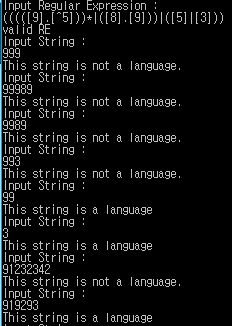 Input Regular Expression :
((((([9].[^5]))*|([8].[9]))|([5]|[3]))
valid RE
Input String :
999
This string is not a language.
Input String :
99989
This string is not a language.
Input String :
9989
This string is not a language.
Input String :
993
This string is not a language.
Input String :
99
This string is a language
Input String :
3
This string is a language
Input String :
91232342
This string is not a language.
Input String :
919293
This string is a language